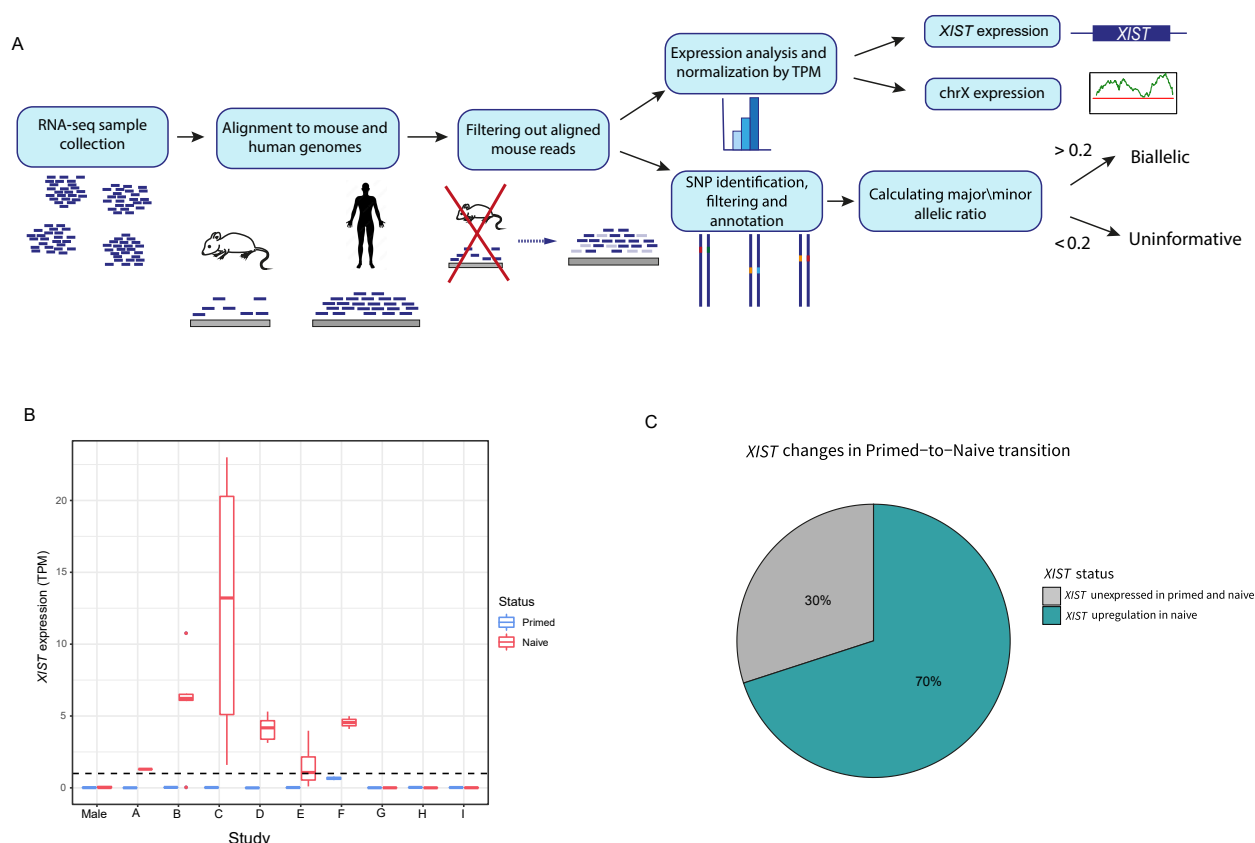 A
RNA-seq sample
collection
Alignment to mouse and
human genomes
Filtering out aligned
mouse reads
Expression analysis and
normalization by TPM
XIST expression
XIST
chrX expression
SNP identification,
filtering and
annotation
Calculating major\minor
allelic ratio
> 0.2
Biallelic
<0.2
Uninformative
B
XIST expression (TPM)
20
15
10
5
0
Male A B C D E F G H I
Study
Status
Primed
Naive
C
XIST changes in Primed−to−Naive transition
30%
70%
XIST status
XIST unexpressed in primed and naive
XIST upregulation in naive